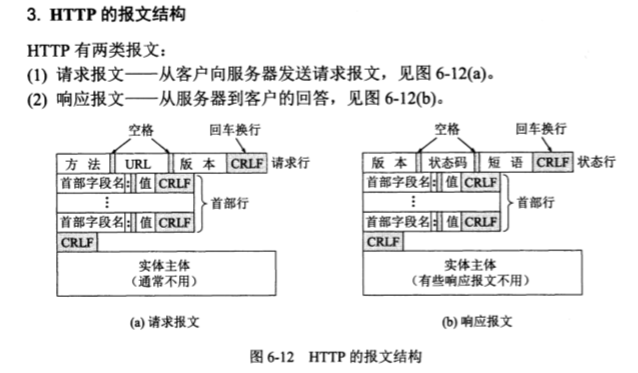 3. HTTP 的报文结构
HTTP 有两类报文：
(1) 请求报文——从客户向服务器发送请求报文，见图 6-12(a)。
(2) 响应报文——从服务器到客户的回答，见图 6-12(b)。
空格 回车换行
方 法 URL 版 本 CRLF 请求行
首部字段名: 值 CRLF
⋮
首部行
首部字段名: 值 CRLF
CRLF
实体主体
（通常不用）
(a) 请求报文
空格 回车换行
版 本 状态码 短 语 CRLF 状态行
首部字段名: 值 CRLF
⋮
首部行
首部字段名: 值 CRLF
CRLF
实体主体
（有些响应报文不用）
(b) 响应报文
图 6-12 HTTP 的报文结构